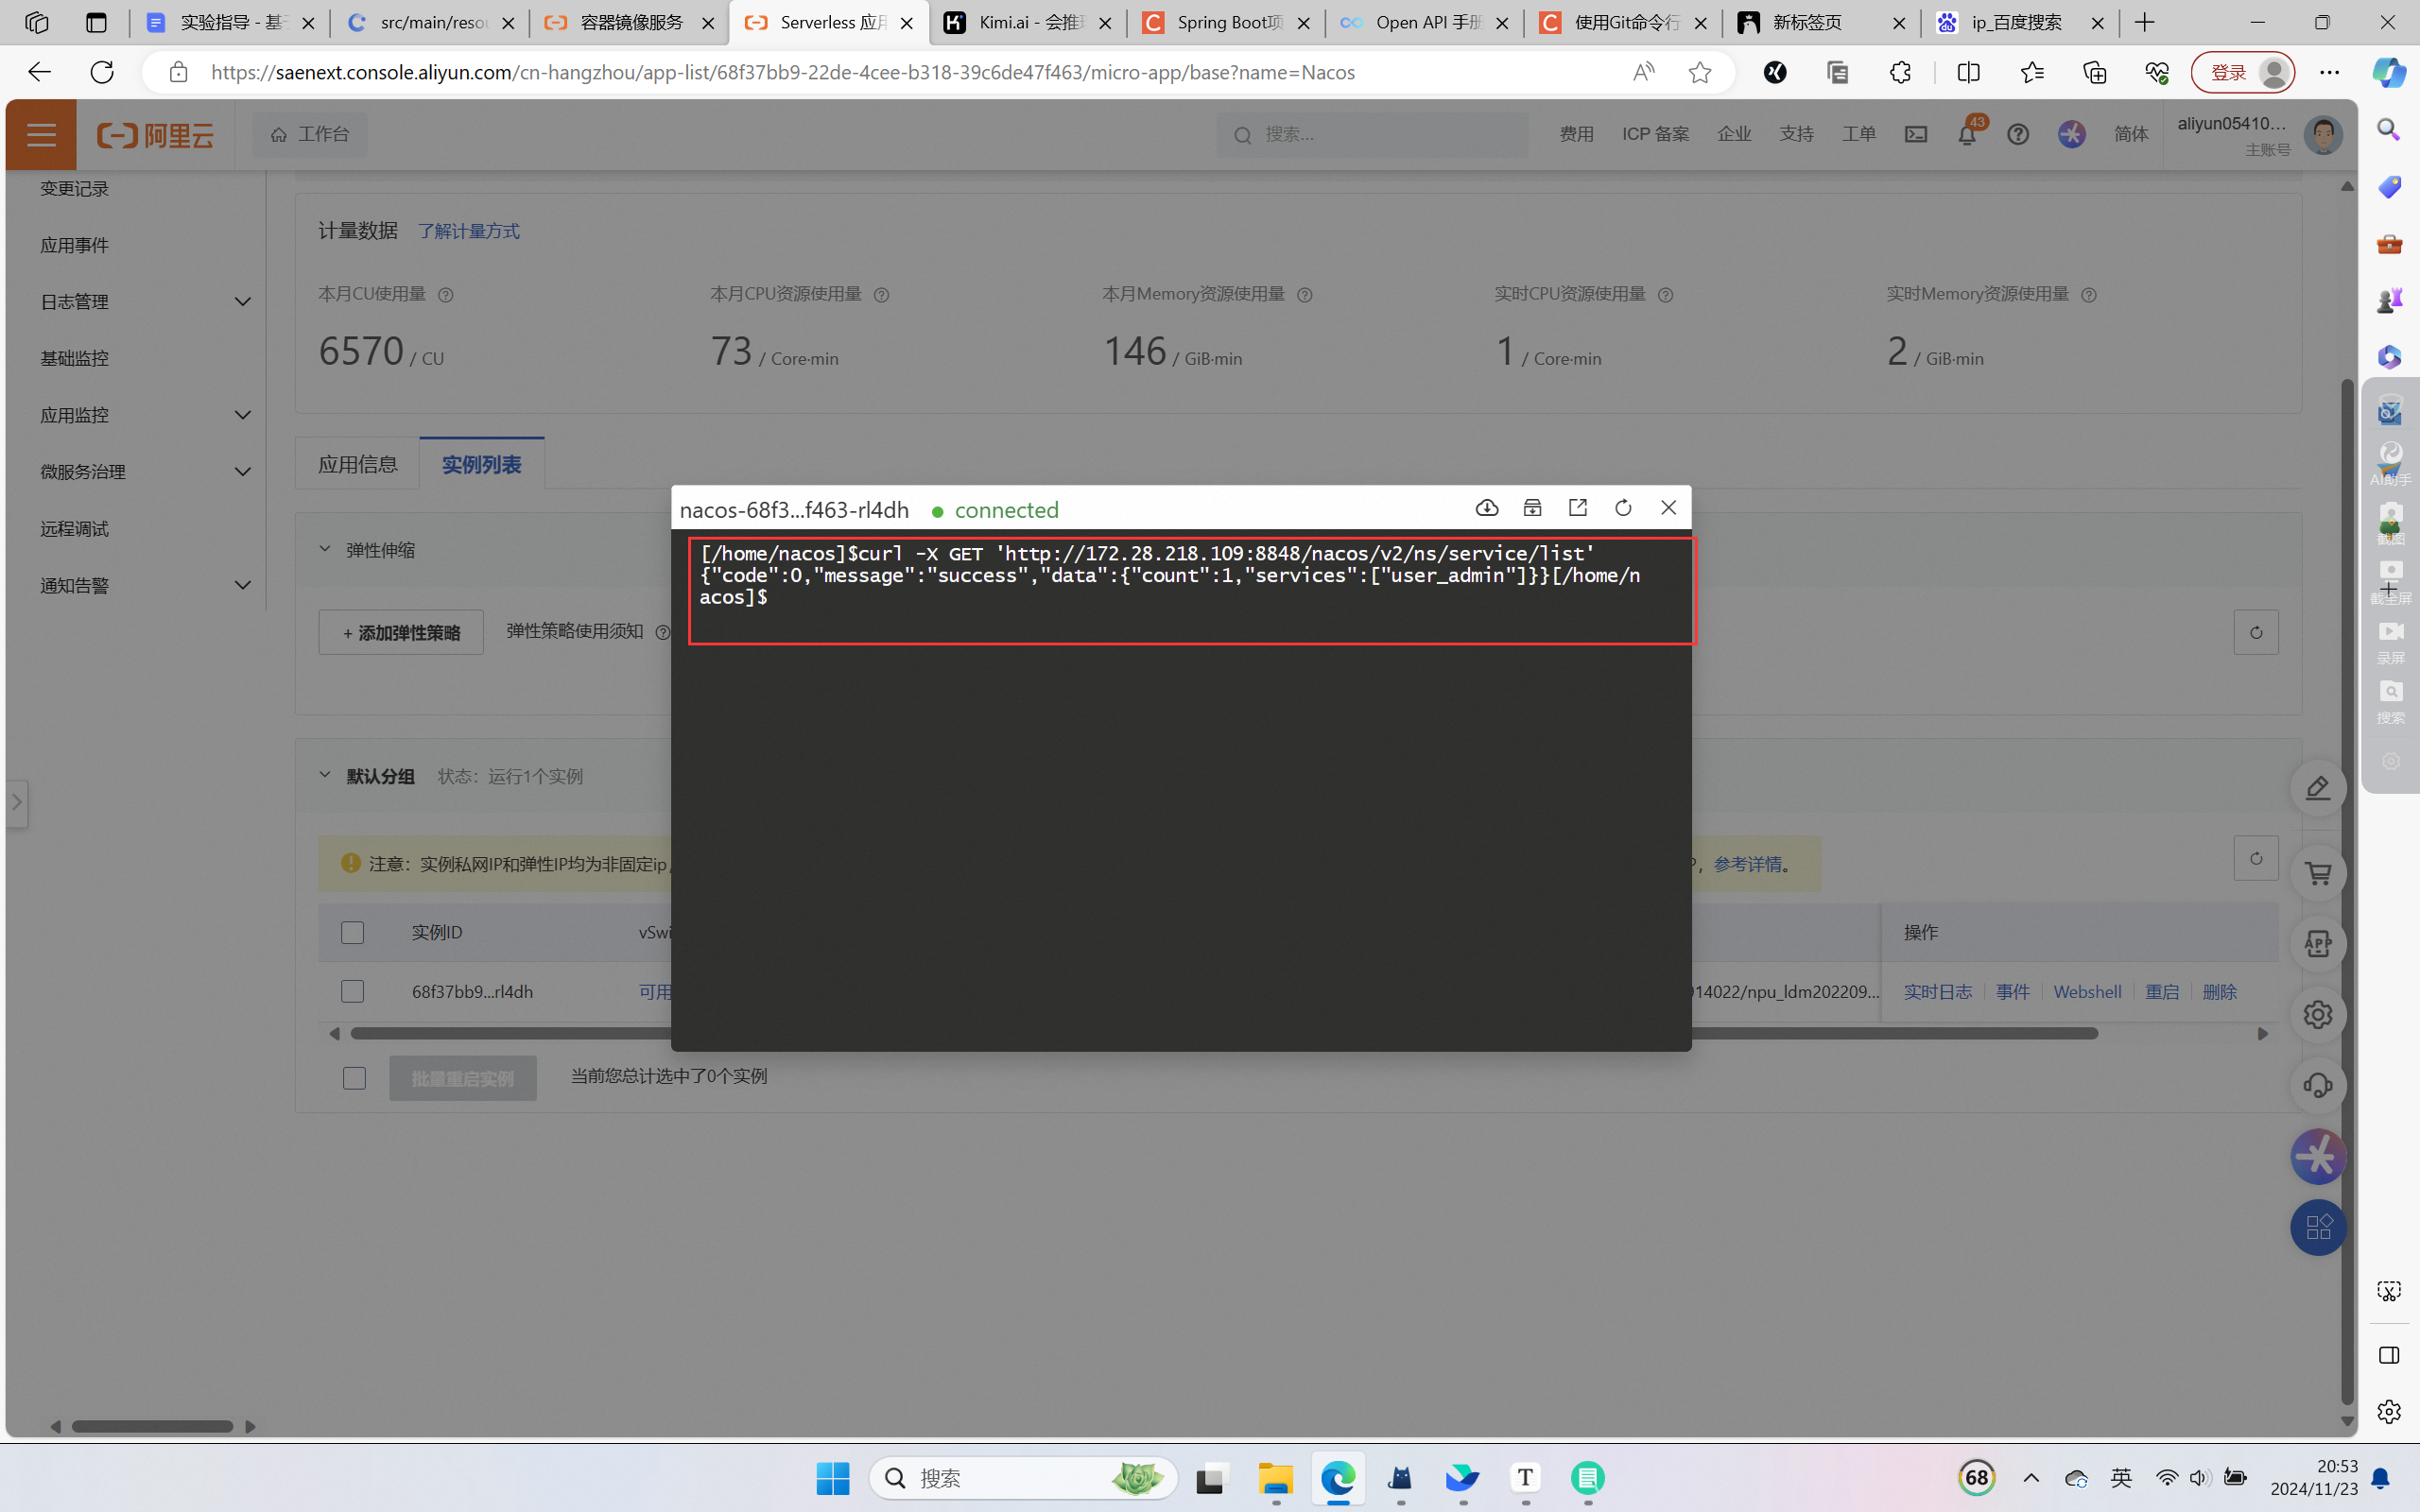 实验指导 - 基于
src/main/resou
容器镜像服务
Serverless 应用
Kimi.ai - 会推理
Spring Boot项
Open API 手册
使用Git命令行
新标签页
ip_百度搜索
https://saenext.console.aliyun.com/cn-hangzhou/app-list/68f37bb9-22de-4cee-b318-39c6de47f463/micro-app/base?name=Nacos
登录
阿里云
工作台
搜索...
费用
ICP 备案
企业
支持
工单
43
简体
aliyun05410...
主账号
变更记录
应用事件
日志管理
基础监控
应用监控
微服务治理
远程调试
通知告警
计量数据 了解计量方式
本月CU使用量
本月CPU资源使用量
本月Memory资源使用量
实时CPU资源使用量
实时Memory资源使用量
6570 / CU
73 / Core·min
146 / GiB·min
1 / Core·min
2 / GiB·min
应用信息
实例列表
弹性伸缩
+ 添加弹性策略
弹性策略使用须知
nacos-68f3...f463-rl4dh
connected
[/home/nacos]$curl -X GET 'http://172.28.218.109:8848/nacos/v2/ns/service/list'
{"code":0,"message":"success","data":{"count":1,"services":["user_admin"]}}[/home/n
acos]$
默认分组 状态：运行1个实例
注意：实例私网IP和弹性IP均为非固定ip,
P，参考详情。
实例ID
vSwi
操作
68f37bb9...rl4dh
可用
014022/npu_ldm202209...
实时日志
事件
Webshell
重启
删除
批量重启实例
当前您总计选中了0个实例
AI助手
截图
截全屏
录屏
搜索
APP
搜索
T
68
英
20:53
2024/11/23